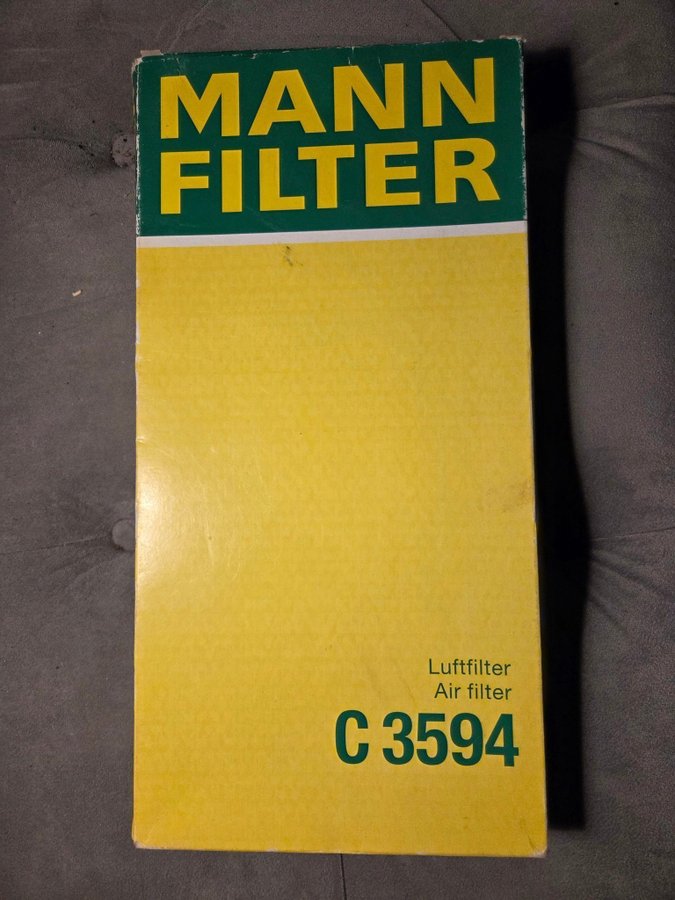 MANN
FILTER
Luftfilter
Air filter
C 3594